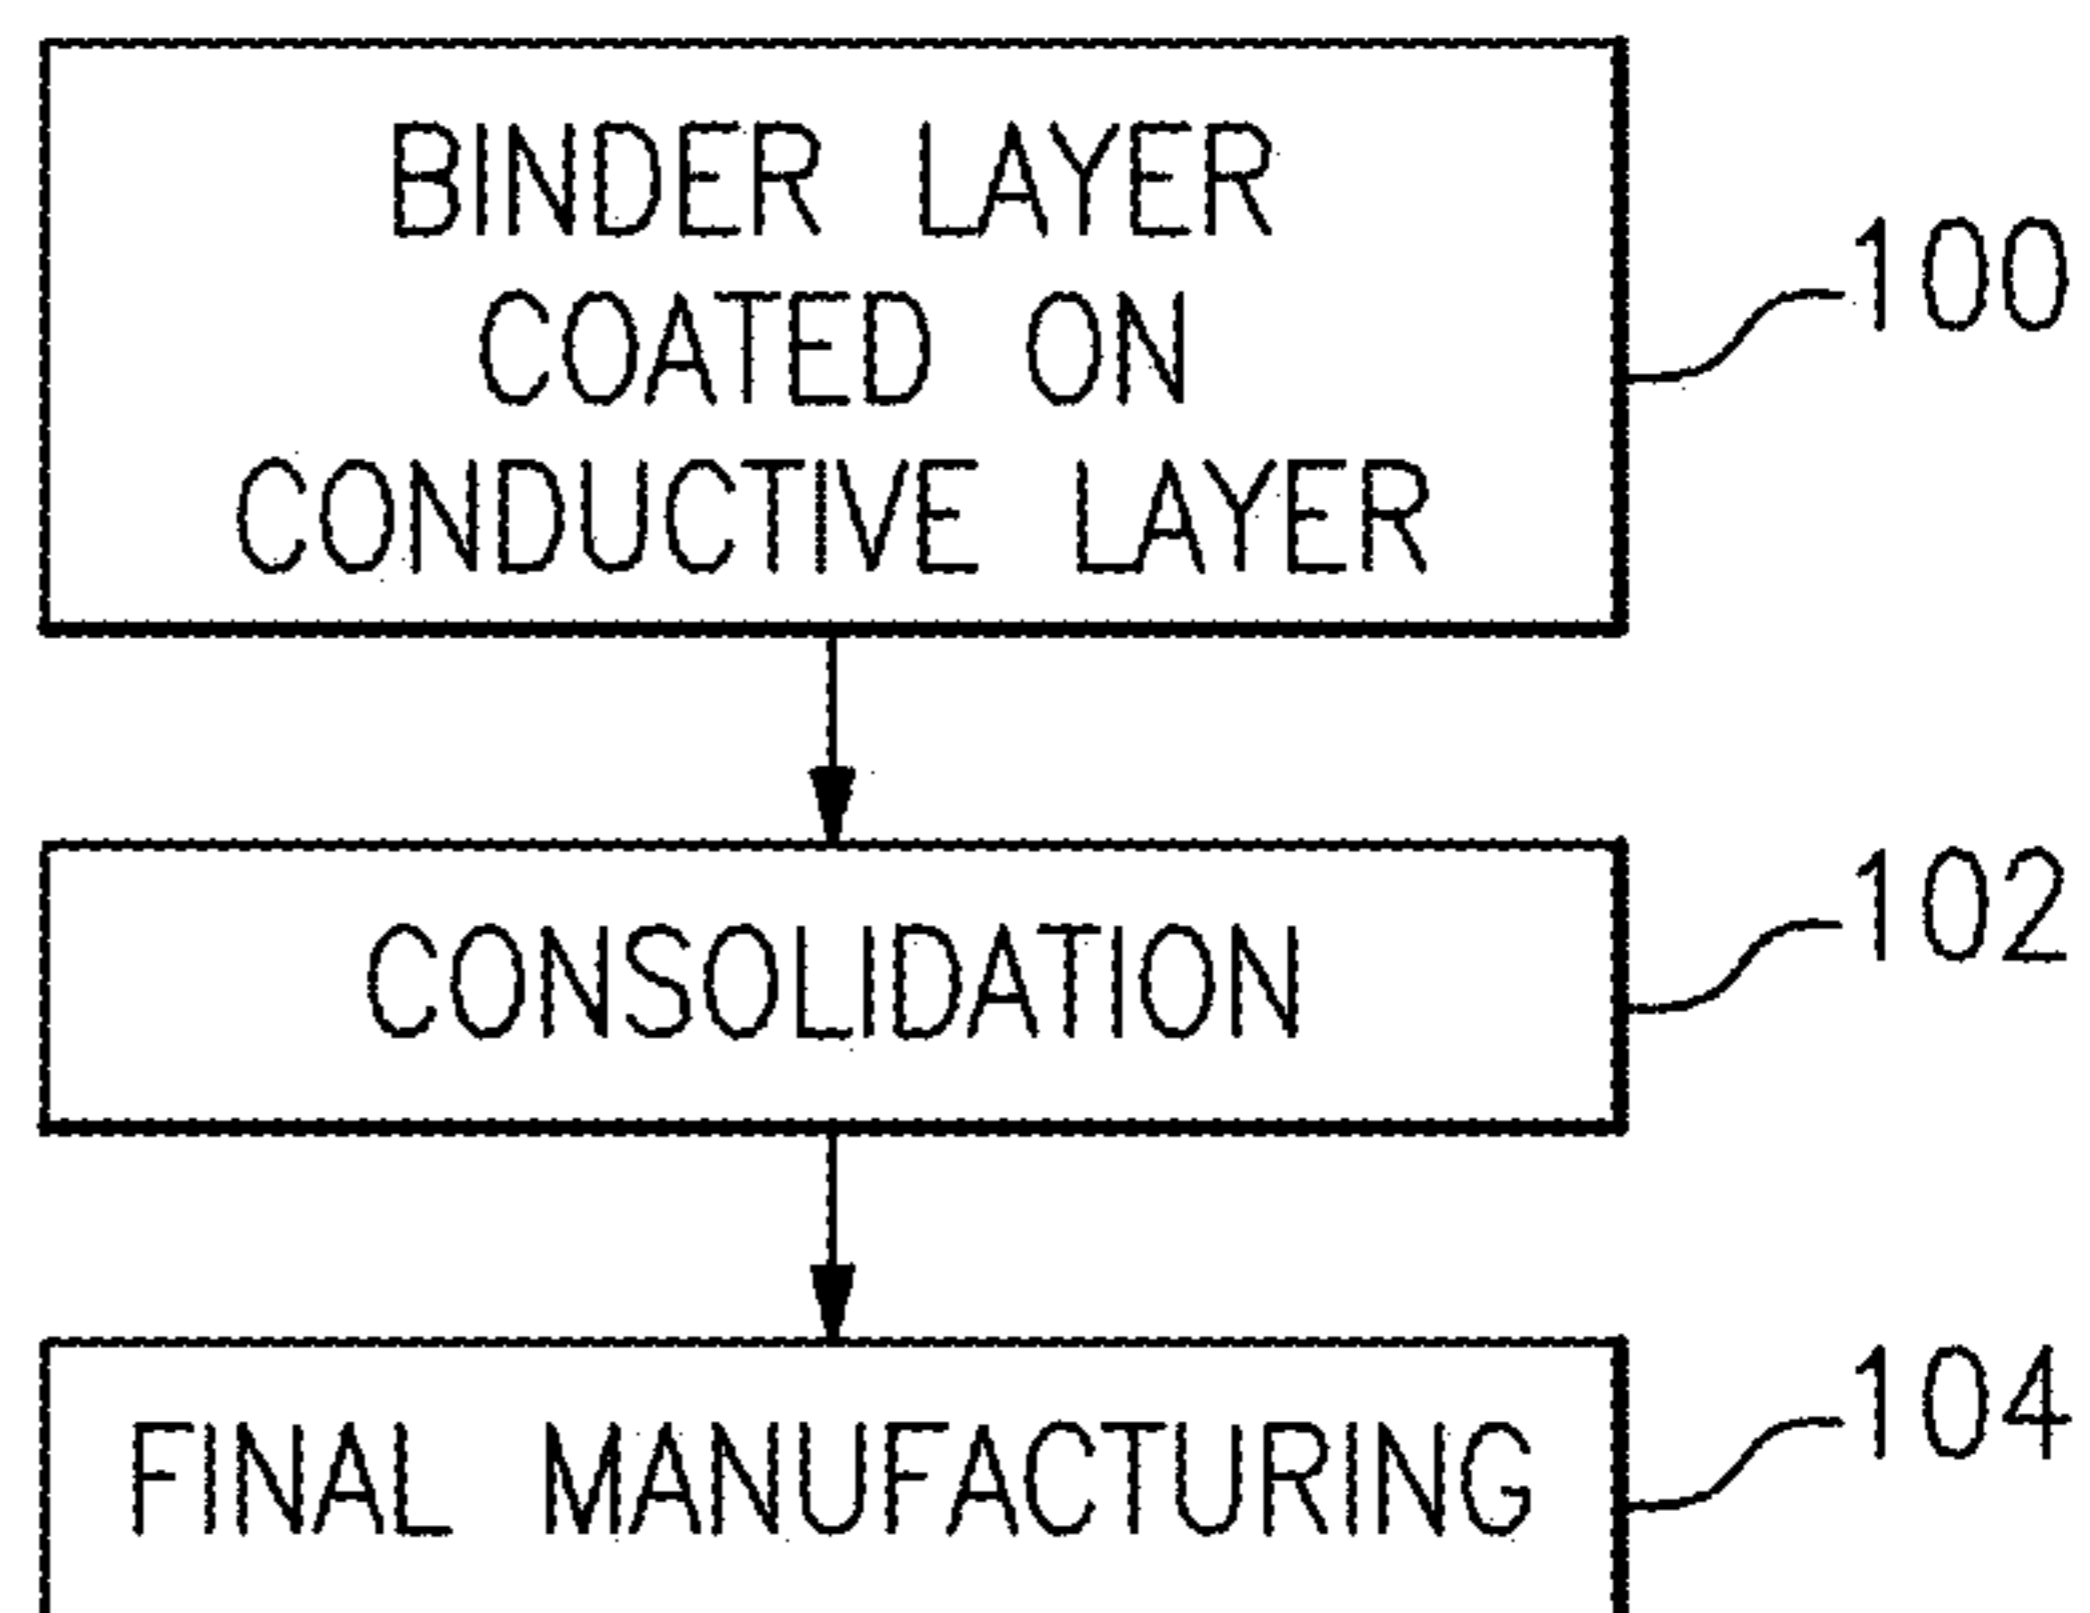 BINDER LAYER
COATED ON
CONDUCTIVE LAYER
100
CONSOLIDATION
102
FINAL MANUFACTURING
104